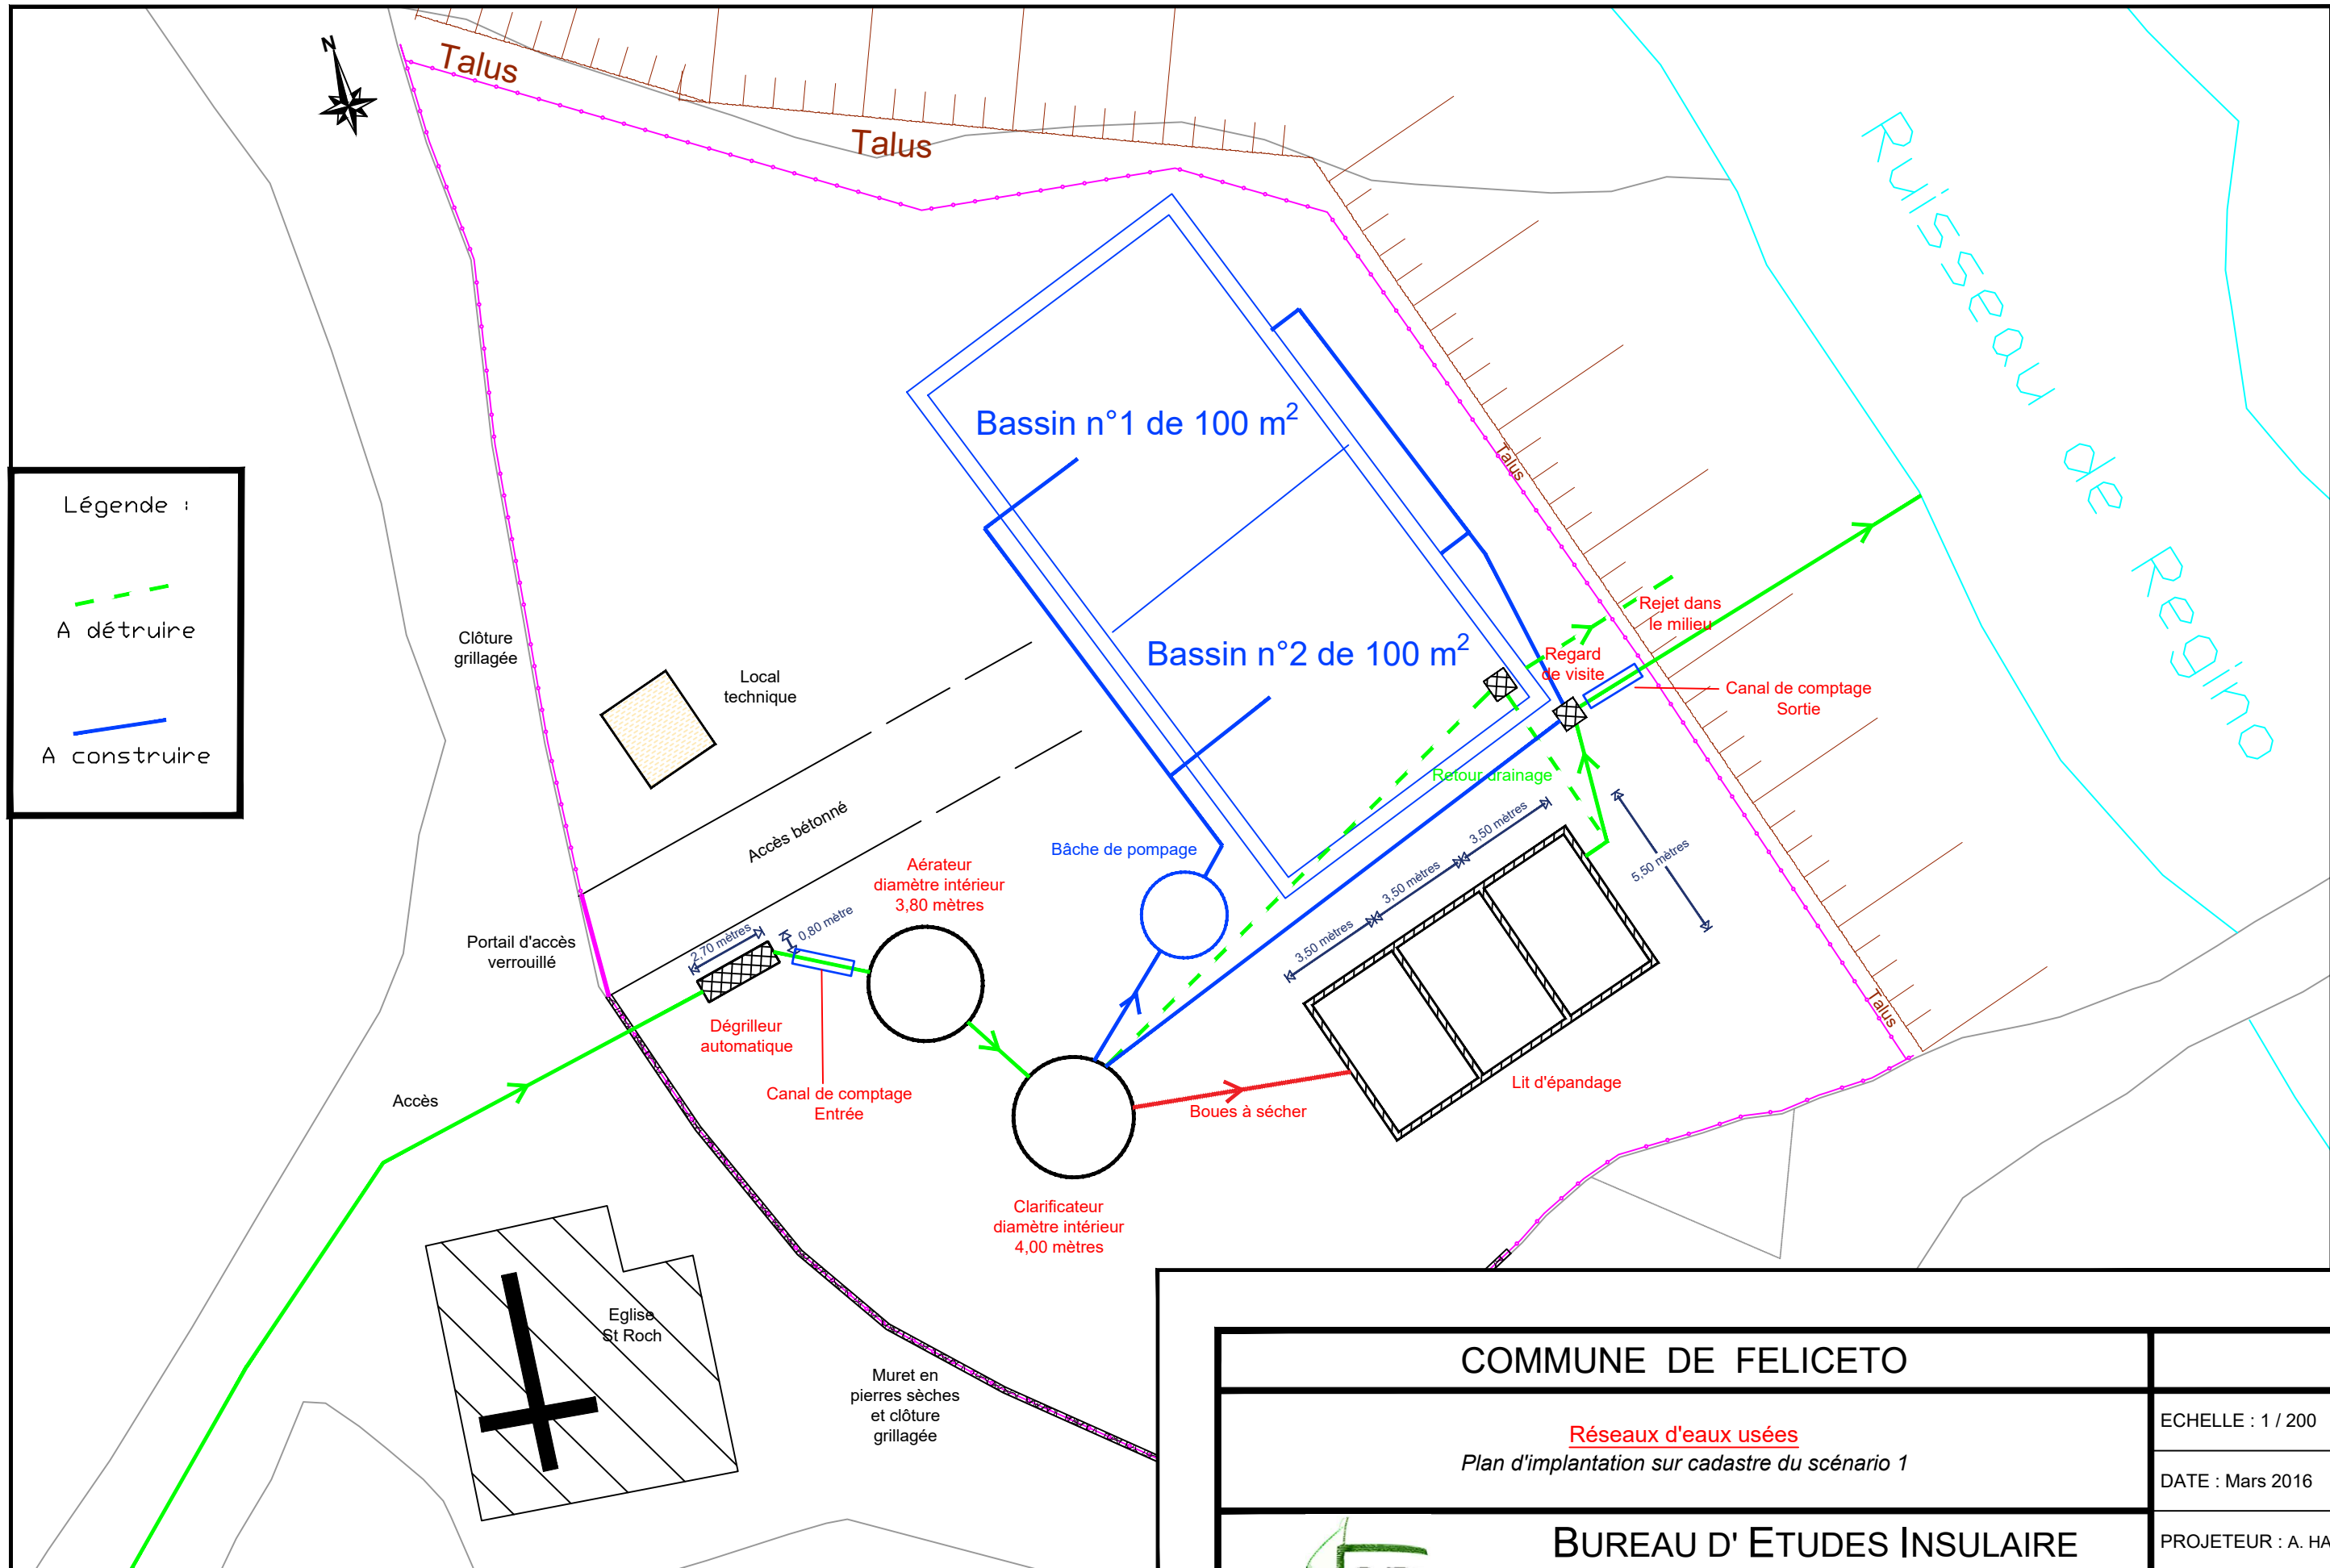 N
Talus
Talus
Ruisseau de Regino
Bassin n°1 de 100 m²
Talus
Légende :
A détruire
A construire
Clôture
grillagée
Local
technique
Bassin n°2 de 100 m²
Rejet dans
le milieu
Regard
de visite
Canal de comptage
Sortie
Retour drainage
Accès bétonné
Bâche de pompage
3,50 mètres
3,50 mètres
3,50 mètres
5,50 mètres
Aérateur
diamètre intérieur
3,80 mètres
2,70 mètres
0,80 mètre
Portail d'accès
verrouillé
Talus
Dégrilleur
automatique
Canal de comptage
Entrée
Accès
Boues à sécher
Lit d'épandage
Clarificateur
diamètre intérieur
4,00 mètres
Eglise
St Roch
Muret en
pierres sèches
et clôture
grillagée
COMMUNE DE FELICETO
Réseaux d'eaux usées
Plan d'implantation sur cadastre du scénario 1
ECHELLE : 1 / 200
DATE : Mars 2016
BUREAU D' ETUDES INSULAIRE
PROJETEUR : A. HA